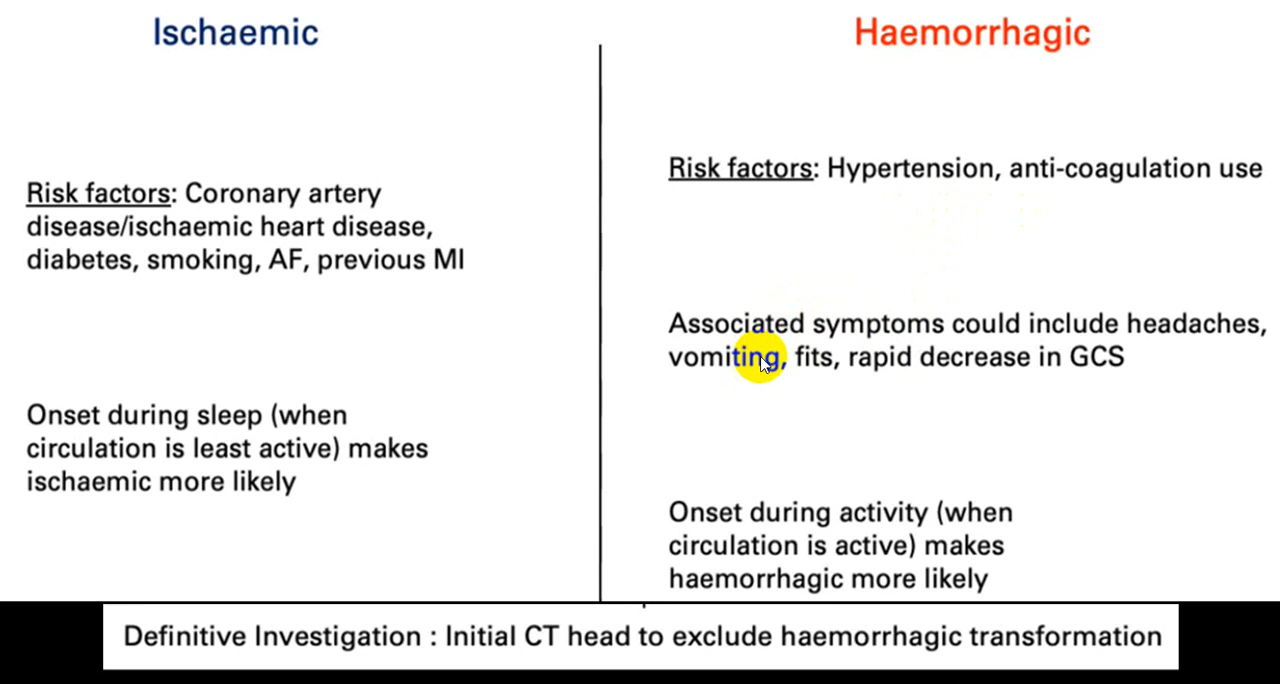 Ischaemic
Risk factors: Coronary artery
disease/ischaemic heart disease,
diabetes, smoking, AF, previous MI
Onset during sleep (when
circulation is least active) makes
ischaemic more likely
Haemorrhagic
Risk factors: Hypertension, anti-coagulation use
Associated symptoms could include headaches,
vomiting, fits, rapid decrease in GCS
Onset during activity (when
circulation is active) makes
haemorrhagic more likely
Definitive Investigation : Initial CT head to exclude haemorrhagic transformation